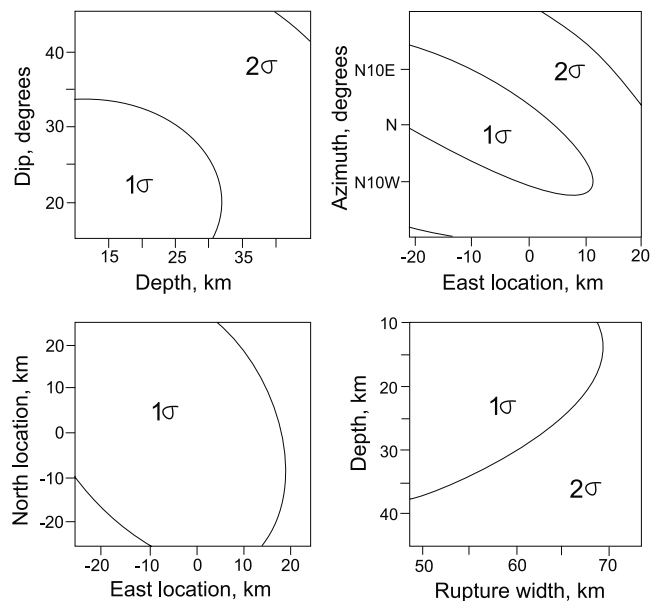 40
30
20
Dip, degrees
2σ
1σ
15
25
35
Depth, km
N10E
N
N10W
Azimuth, degrees
2σ
1σ
-20
-10
0
10
20
East location, km
20
10
0
-10
-20
North location, km
1σ
-20
-10
0
10
20
East location, km
10
20
30
40
Depth, km
1σ
2σ
50
60
70
Rupture width, km